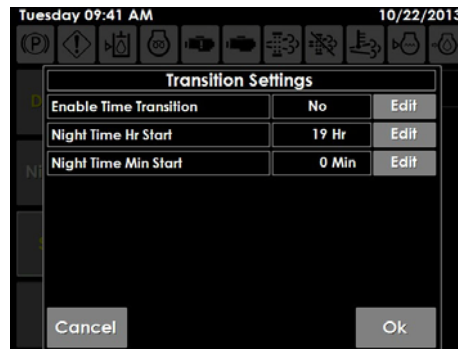 Tuesday 09:41 AM 10/22/2013
Transition Settings
Enable Time Transition No Edit
Night Time Hr Start 19 Hr Edit
Night Time Min Start 0 Min Edit
Cancel Ok